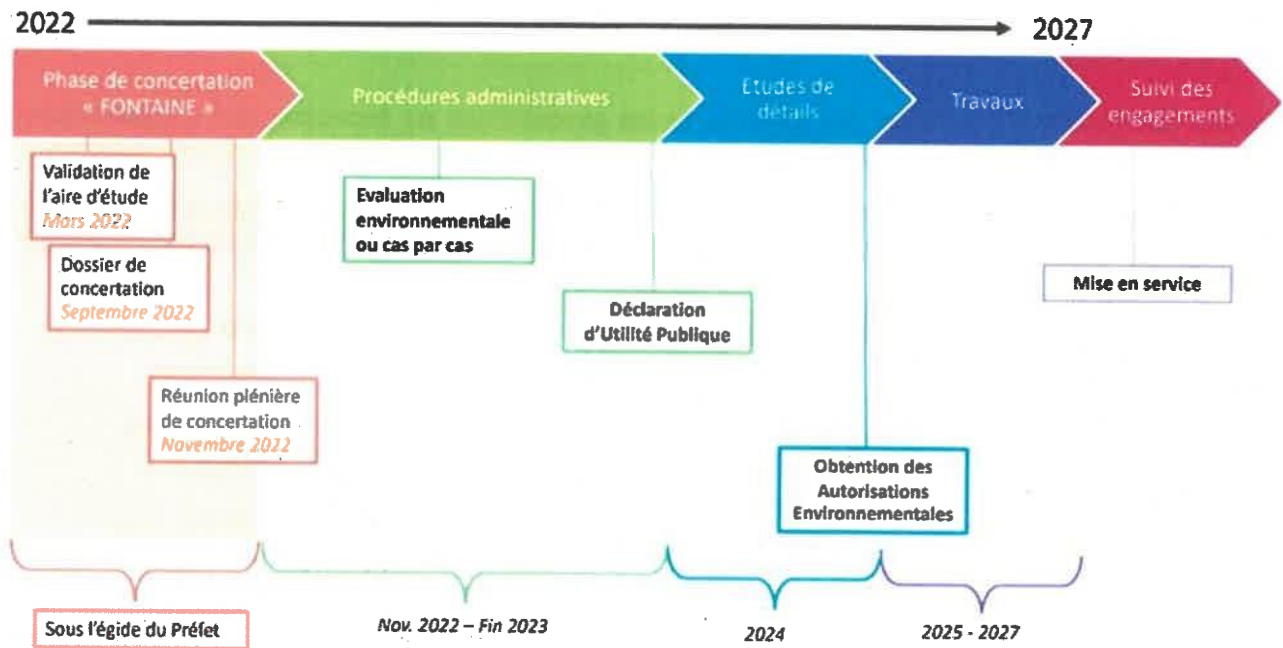 2022
2027
Phase de concertation
« FONTAINE »
Procédures administratives
Etudes de
détails
Travaux
Suivi des
engagements
Validation de
l'aire d'étude
Mars 2022
Dossier de
concertation
Septembre 2022
Réunion plénière
de concertation
Novembre 2022
Evaluation
environnementale
ou cas par cas
Déclaration
d'Utilité Publique
Obtention des
Autorisations
Environnementales
Mise en service
Sous l'égide du Préfet
Nov. 2022 – Fin 2023
2024
2025 - 2027